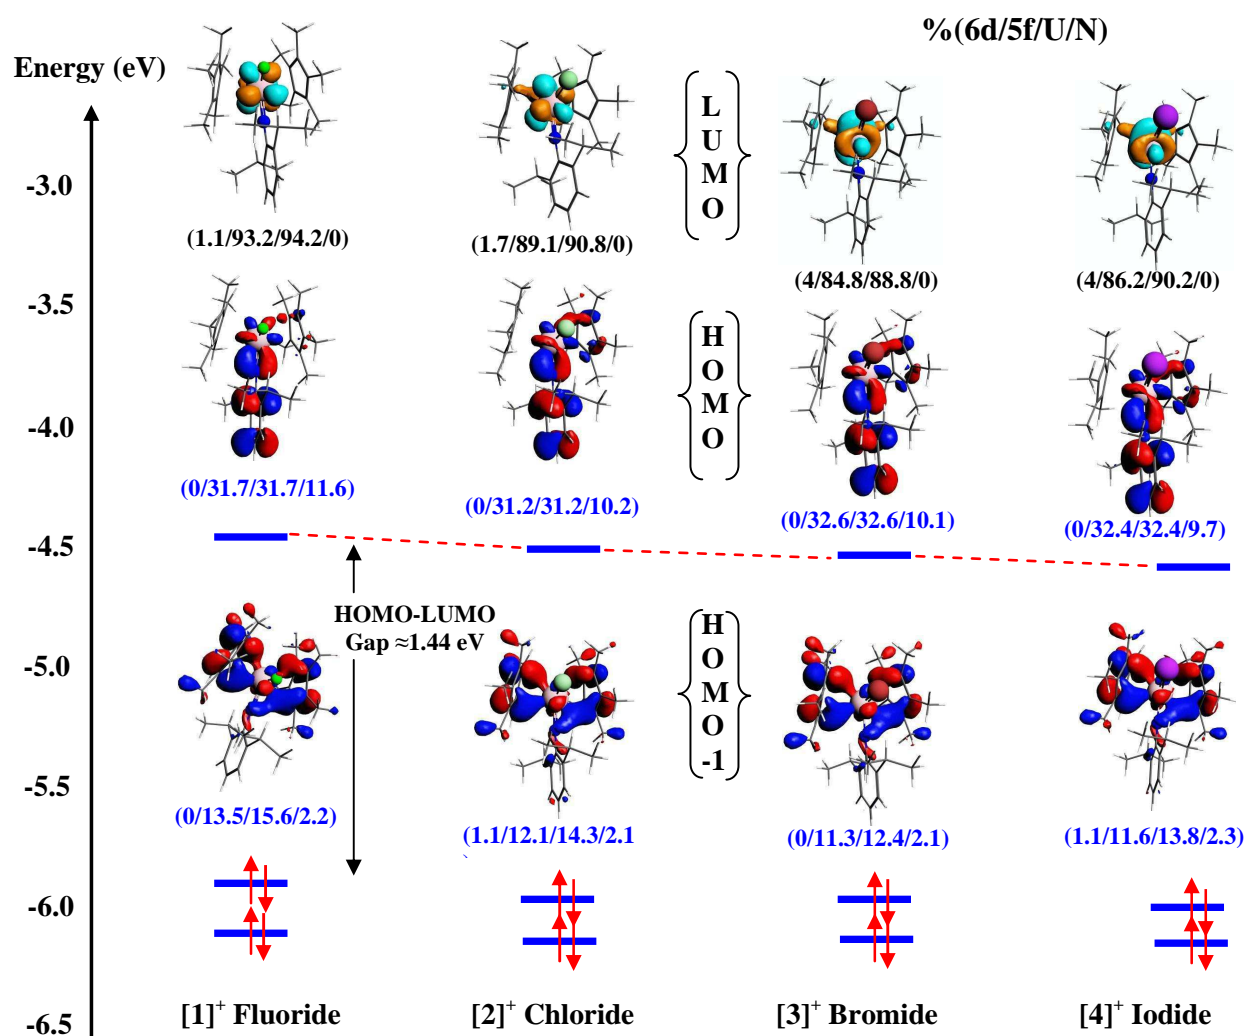 %(6d/5f/U/N)
Energy (eV)
L
U
M
O
-3.0
(1.1/93.2/94.2/0)
(1.7/89.1/90.8/0)
(4/84.8/88.8/0)
(4/86.2/90.2/0)
-3.5
H
O
M
O
-4.0
(0/31.7/31.7/11.6)
(0/31.2/31.2/10.2)
(0/32.6/32.6/10.1)
(0/32.4/32.4/9.7)
-4.5
HOMO-LUMO
Gap ≈1.44 eV
H
O
M
O
-1
-5.0
-5.5
(0/13.5/15.6/2.2)
(1.1/12.1/14.3/2.1
(0/11.3/12.4/2.1)
(1.1/11.6/13.8/2.3)
-6.0
-6.5
[1]⁺ Fluoride
[2]⁺ Chloride
[3]⁺ Bromide
[4]⁺ Iodide